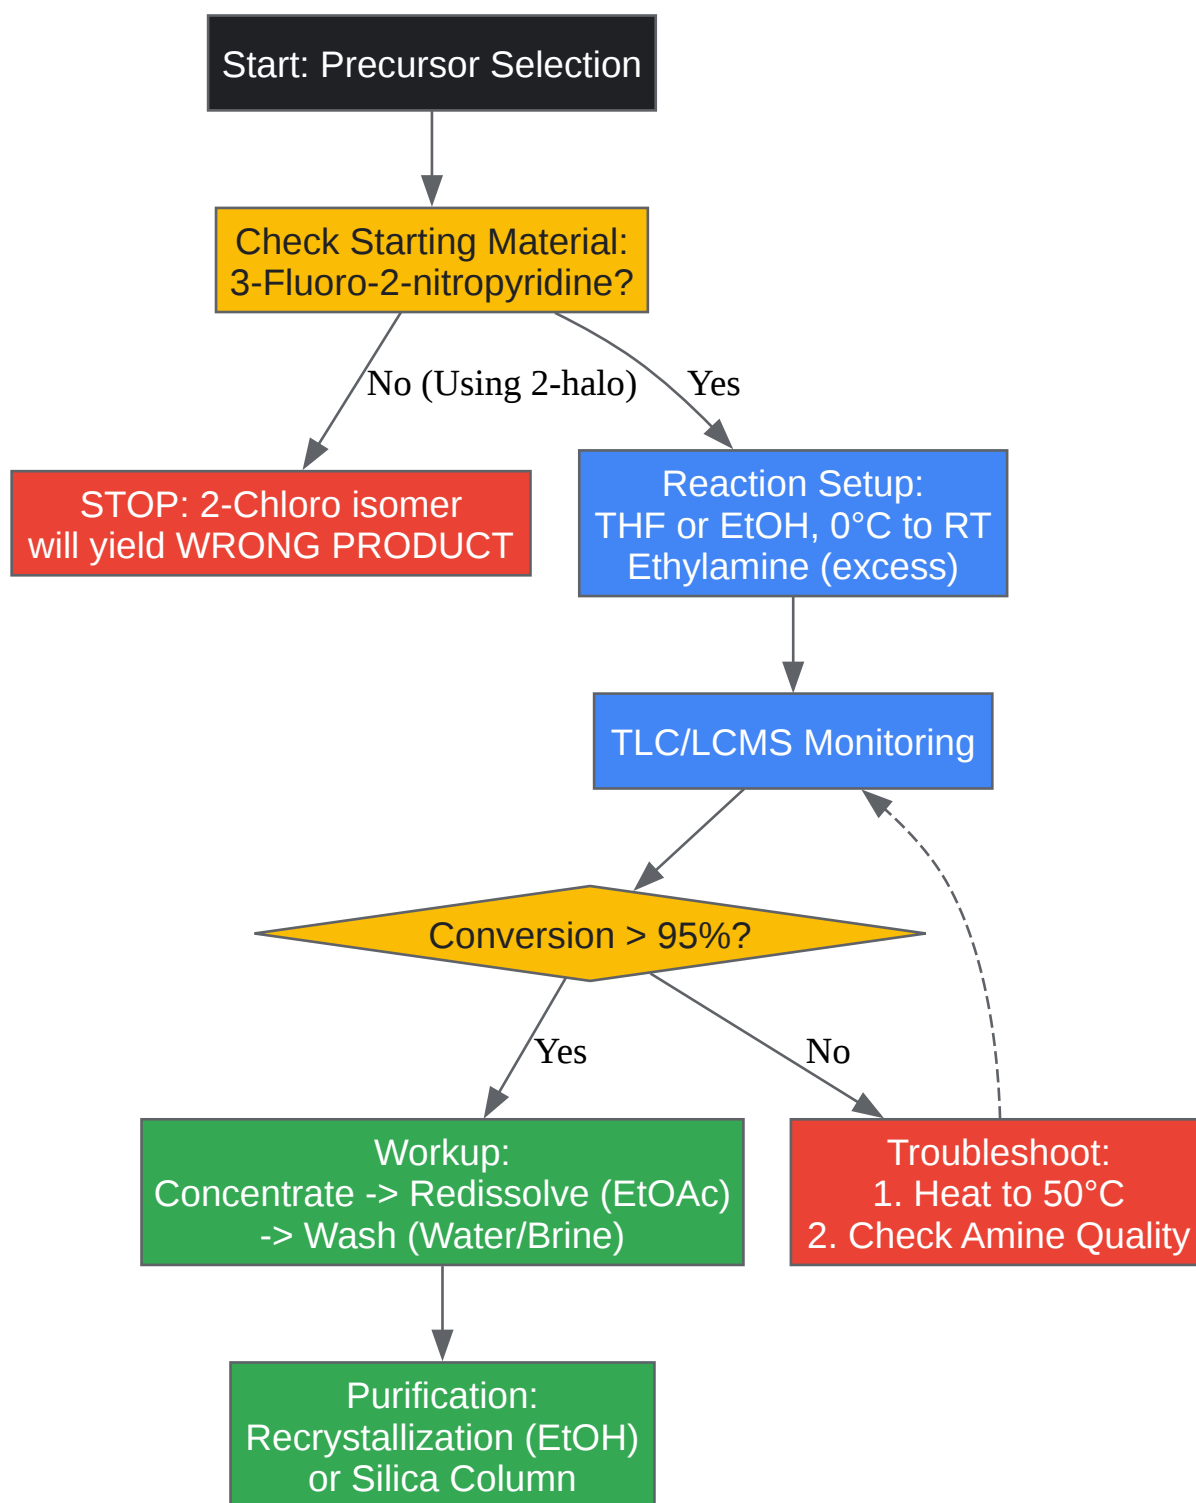 Start: Precursor Selection
Check Starting Material:
3-Fluoro-2-nitropyridine?
No (Using 2-halo)
Yes
STOP: 2-Chloro isomer
will yield WRONG PRODUCT
Reaction Setup:
THF or EtOH, 0°C to RT
Ethylamine (excess)
TLC/LCMS Monitoring
Conversion > 95%?
Yes
No
Workup:
Concentrate -> Redissolve (EtOAc)
-> Wash (Water/Brine)
Troubleshoot:
1. Heat to 50°C
2. Check Amine Quality
Purification:
Recrystallization (EtOH)
or Silica Column